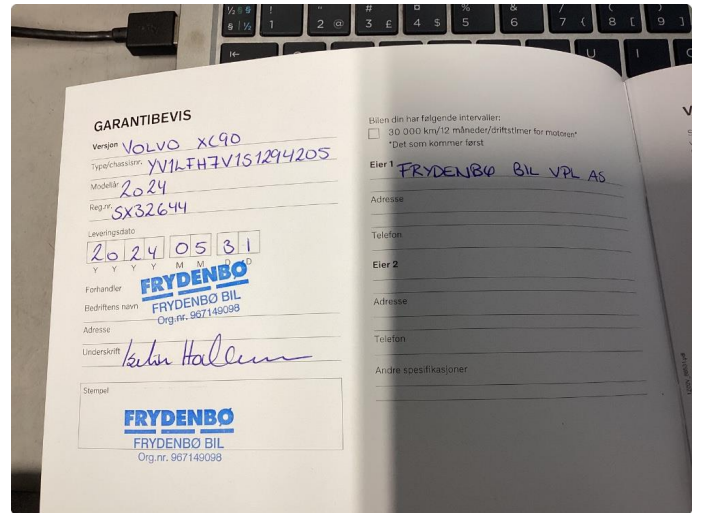 GARANTIBEVIS
Versjon VOLVO XC90
Type/chassisnr. YV1LFH7V1S1294205
Modellår 2024
Reg.nr. SX32644
Leveringsdato
2024 05 31
Y Y Y Y M M D D
Forhandler FRYDENBØ
Bedriftens navn FRYDENBØ BIL
Org.nr. 967149098
Adresse
Underskrift
Stempel
FRYDENBØ
FRYDENBØ BIL
Org.nr. 967149098
Bilen din har følgende intervaller:
30 000 km/12 måneder/driftstimer for motoren*
*Det som kommer først
Eier 1 FRYDENBØ BIL VPL AS
Adresse
Telefon
Eier 2
Adresse
Telefon
Andre spesifikasjoner